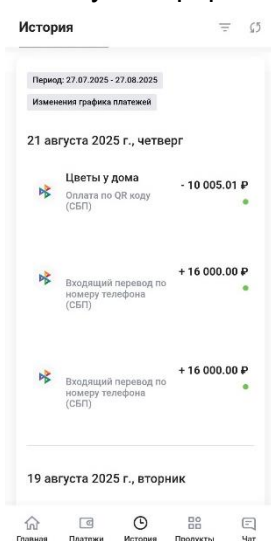 История
Период: 27.07.2025 - 27.08.2025
Изменения графика платежей
21 августа 2025 г., четверг
Цветы у дома
- 10 005.01 ₽
Оплата по QR коду
(СБП)
+ 16 000.00 ₽
Входящий перевод по
номеру телефона
(СБП)
+ 16 000.00 ₽
Входящий перевод по
номеру телефона
(СБП)
19 августа 2025 г., вторник
Главная Платежи История Продукты Чат